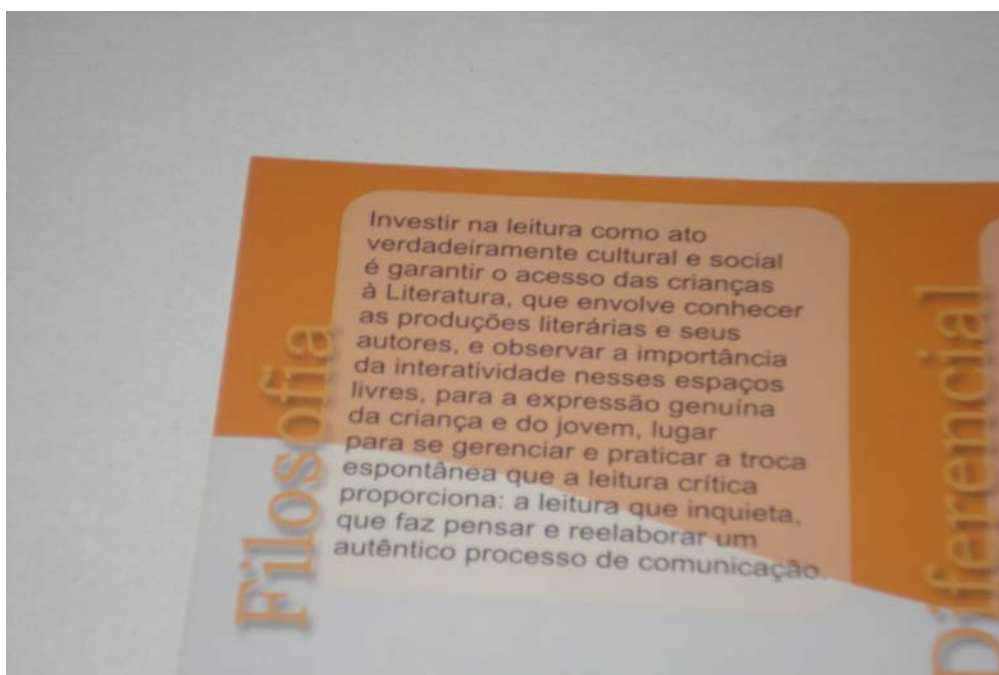 Filosofia
Investir na leitura como ato
verdadeiramente cultural e social
é garantir o acesso das crianças
à Literatura, que envolve conhecer
as produções literárias e seus
autores, e observar a importância
da interatividade nesses espaços
livres, para a expressão genuína
da criança e do jovem, lugar
para se gerenciar e praticar a troca
espontânea que a leitura crítica
proporciona: a leitura que inquieta,
que faz pensar e reelaborar um
autêntico processo de comunicação.
Diferencial